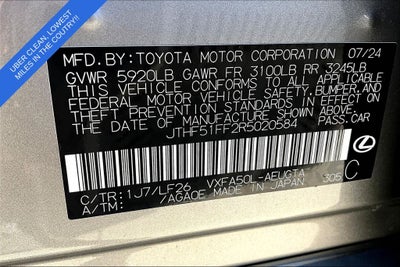 UBER CLEAN, LOWEST
MILES IN THE COUTRY!!
MFD.BY: TOYOTA MOTOR CORPORATION 07/24
GVWR 5920LB GAWR FR 3100LB RR 3245LB
THIS VEHICLE CONFORMS TO ALL APPLICABLE
FEDERAL MOTOR VEHICLE SAFETY,BUMPER,AND
THEFT PREVENTION STANDARDS IN EFFECT ON
THE DATE OF MANUFACTURE SHOWN ABOVE.
JTHF51FF2R5020584 PASS.CAR
C/TR: 1J7/LF26 VXFA50L-AEUGTA
A/TM: /AGA0E MADE IN JAPAN 305
C